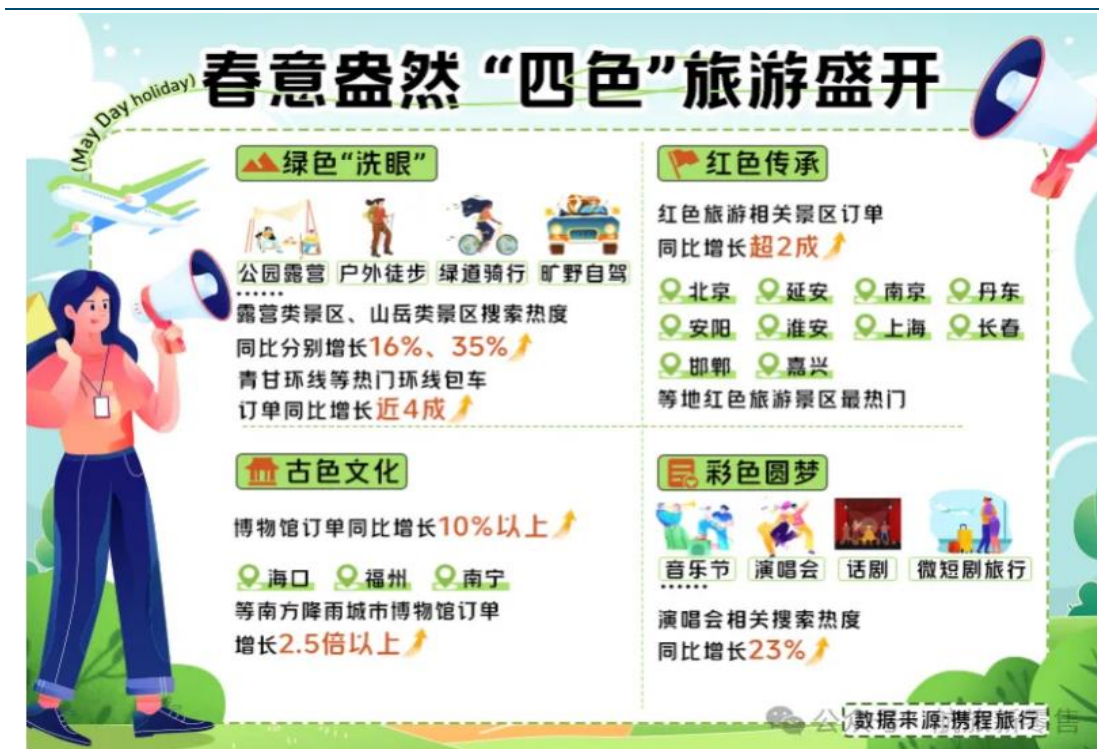 春意盎然“四色”旅游盛开
(May Day holiday)
绿色“洗眼”
公园露营 户外徒步 绿道骑行 旷野自驾
······
露营类景区、山岳类景区搜索热度
同比分别增长16%、35%
青甘环线等热门环线包车
订单同比增长近4成
红色传承
红色旅游相关景区订单
同比增长超2成
北京 延安 南京 丹东
安阳 淮安 上海 长春
邯郸 嘉兴
等地红色旅游景区最热门
古色文化
博物馆订单同比增长10%以上
海口 福州 南宁
等南方降雨城市博物馆订单
增长2.5倍以上
彩色圆梦
音乐节 演唱会 话剧 微短剧旅行
······
演唱会相关搜索热度
同比增长23%
数据来源:携程旅行
公众 零售